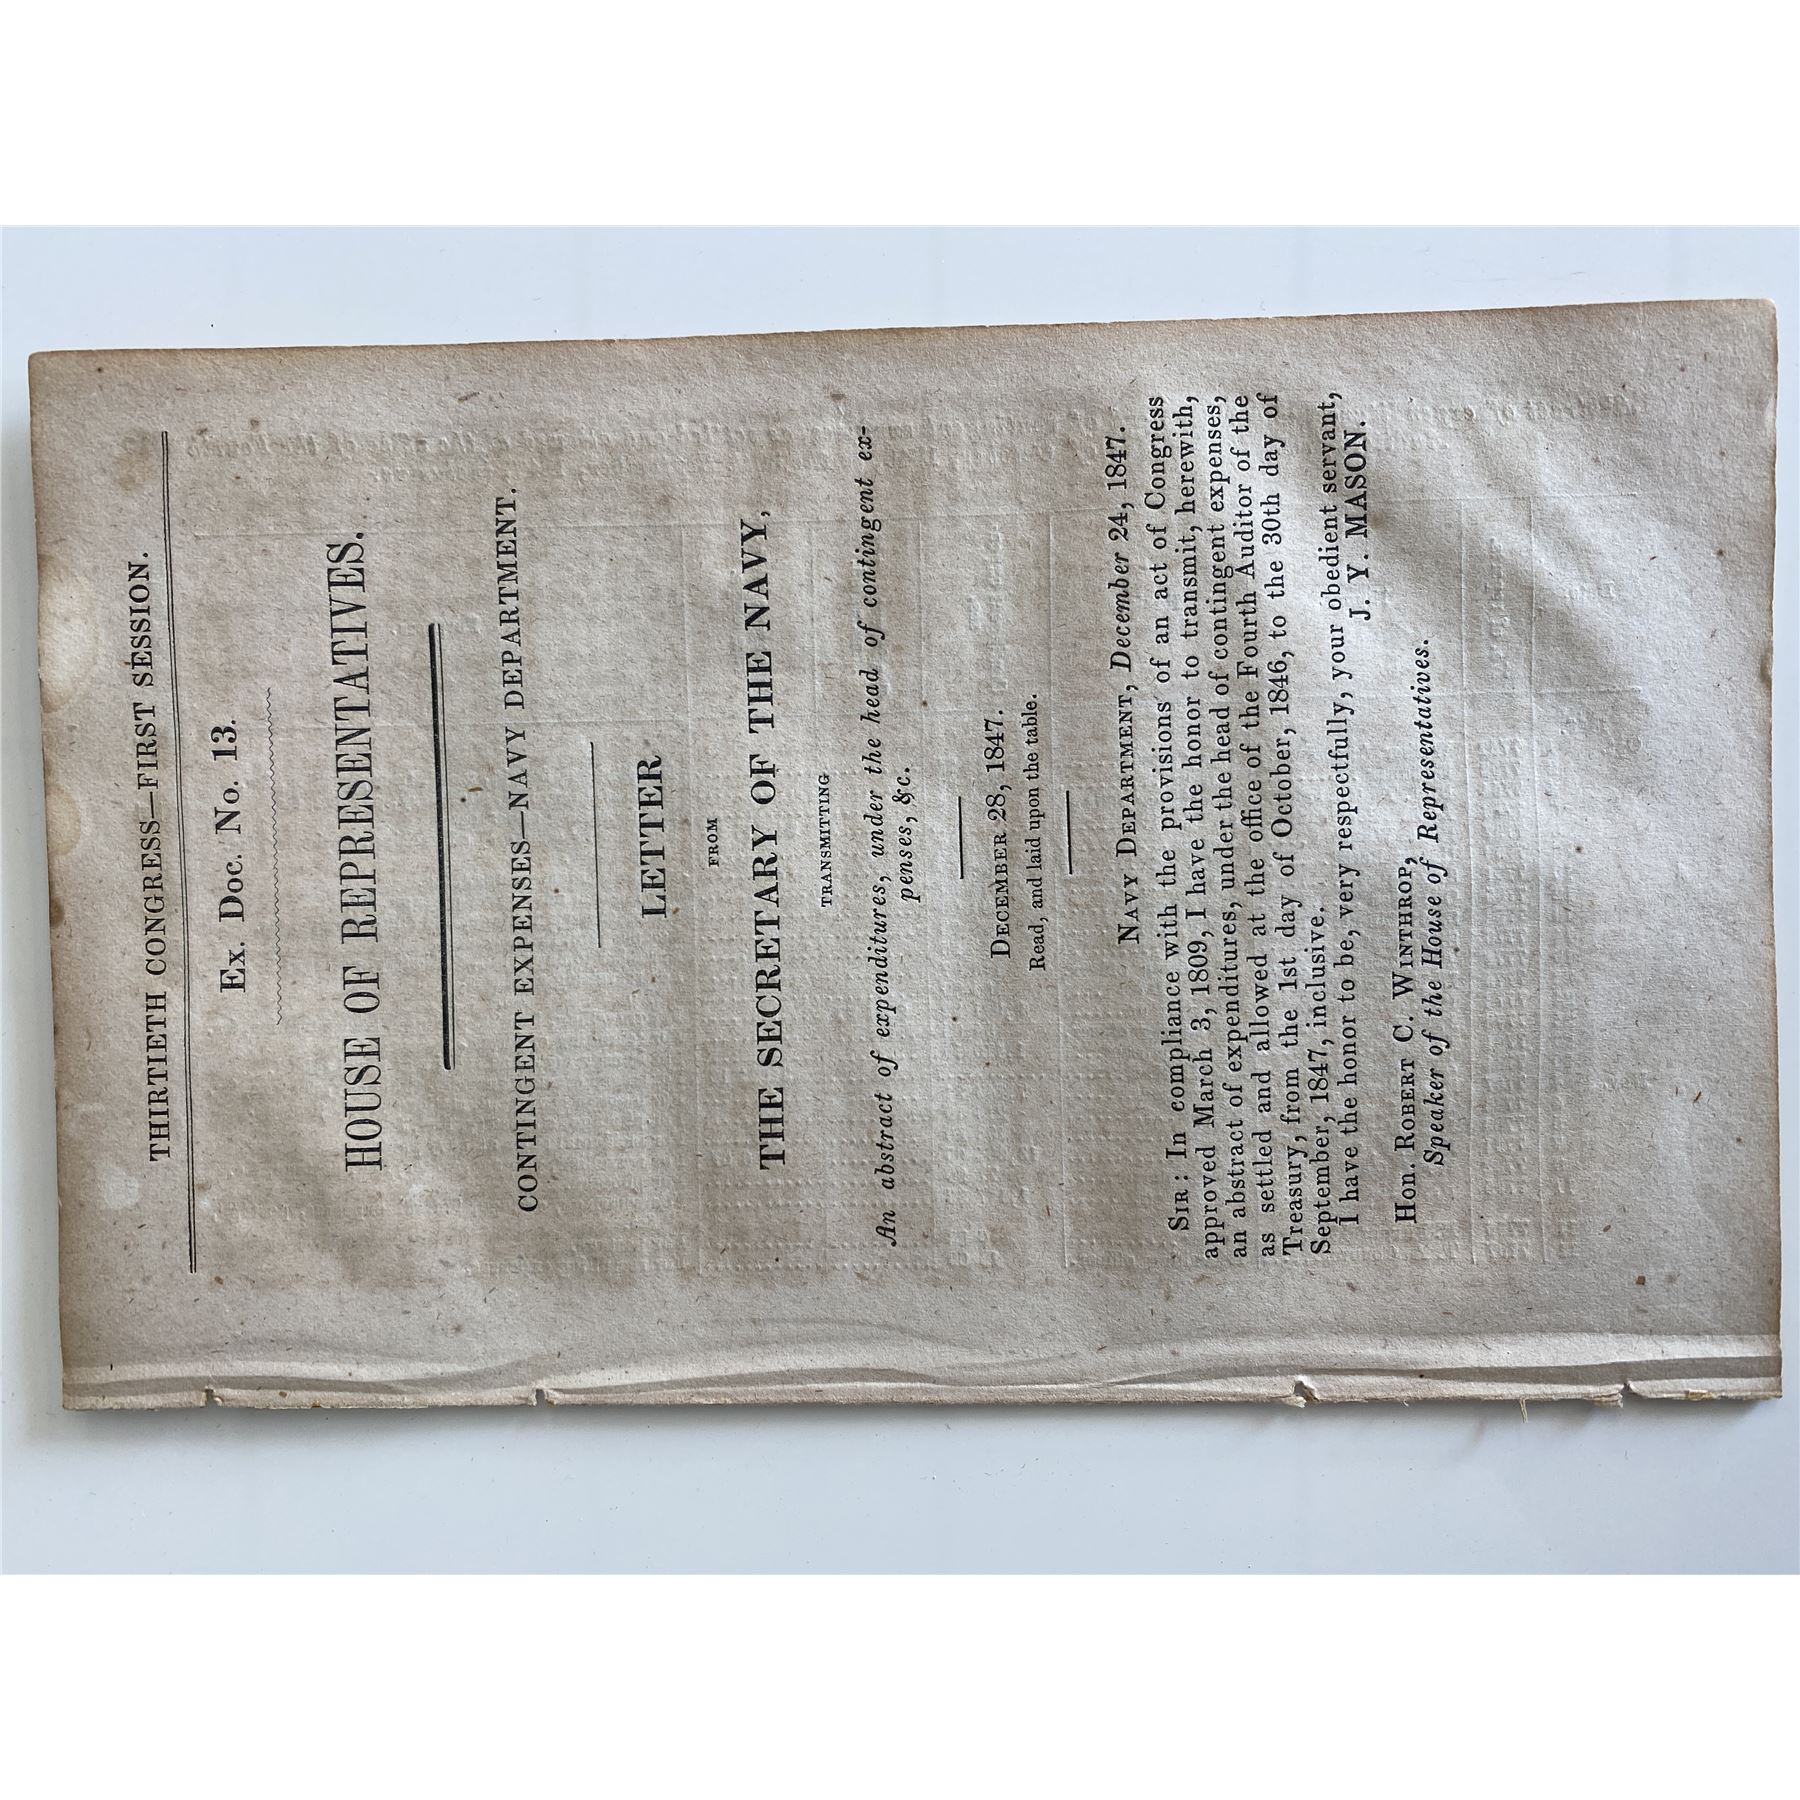 THIRTIETH CONGRESS—FIRST SESSION.
Ex. Doc. No. 13.
HOUSE OF REPRESENTATIVES.
CONTINGENT EXPENSES—NAVY DEPARTMENT.
LETTER
FROM
THE SECRETARY OF THE NAVY,
TRANSMITTING
An abstract of expenditures, under the head of contingent ex-
penses, &c.
DECEMBER 28, 1847.
Read, and laid upon the table.
NAVY DEPARTMENT, December 24, 1847.
SIR: In compliance with the provisions of an act of Congress
approved March 3, 1809, I have the honor to transmit, herewith,
an abstract of expenditures, under the head of contingent expenses,
as settled and allowed at the office of the Fourth Auditor of the
Treasury, from the 1st day of October, 1846, to the 30th day of
September, 1847, inclusive.
I have the honor to be, very respectfully, your obedient servant,
J. Y. MASON.
Hon. ROBERT C. WINTHROP,
Speaker of the House of Representatives.